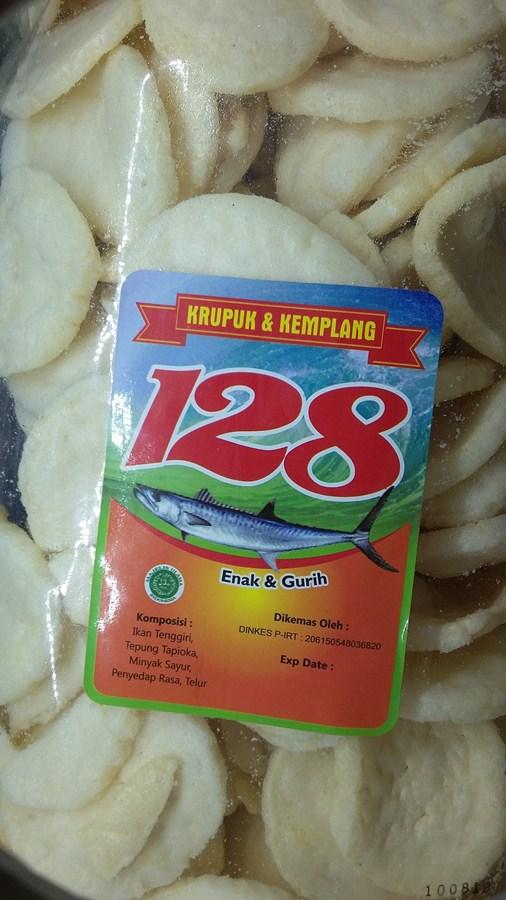 KRUPUK & KEMPLANG
128
Enak & Gurih
Komposisi :
Ikan Tenggiri,
Tepung Tapioka,
Minyak Sayur,
Penyedap Rasa, Telur
Dikemas Oleh :
DINKES P-IRT : 206150548036820
Exp Date :